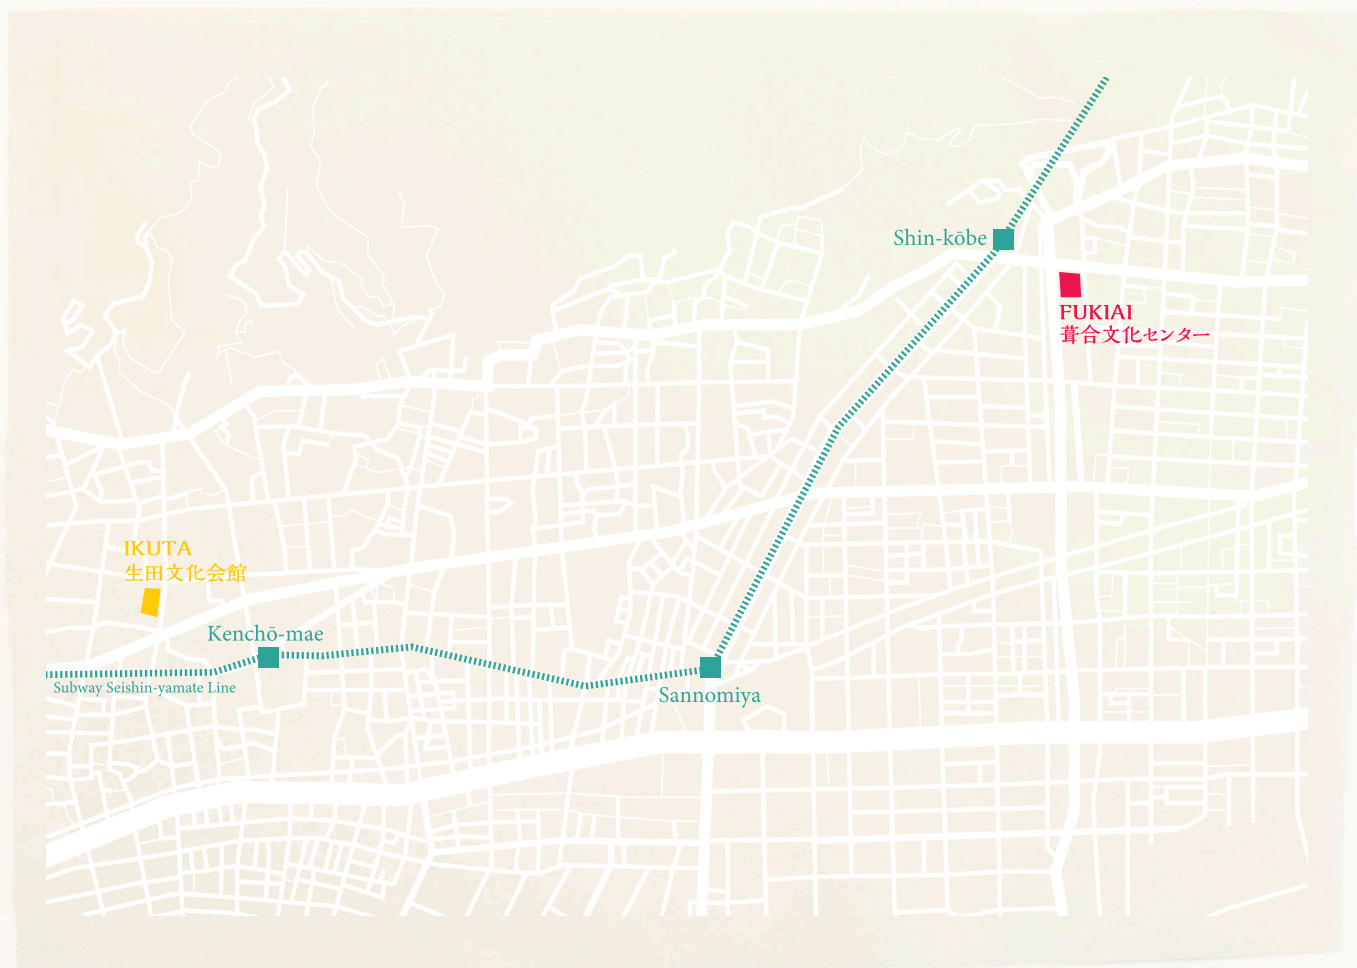 Shin-kōbe
FUKIAI
葺合文化センター
IKUTA
生田文化会館
Kenchō-mae
Subway Seishin-yamate Line
Sannomiya